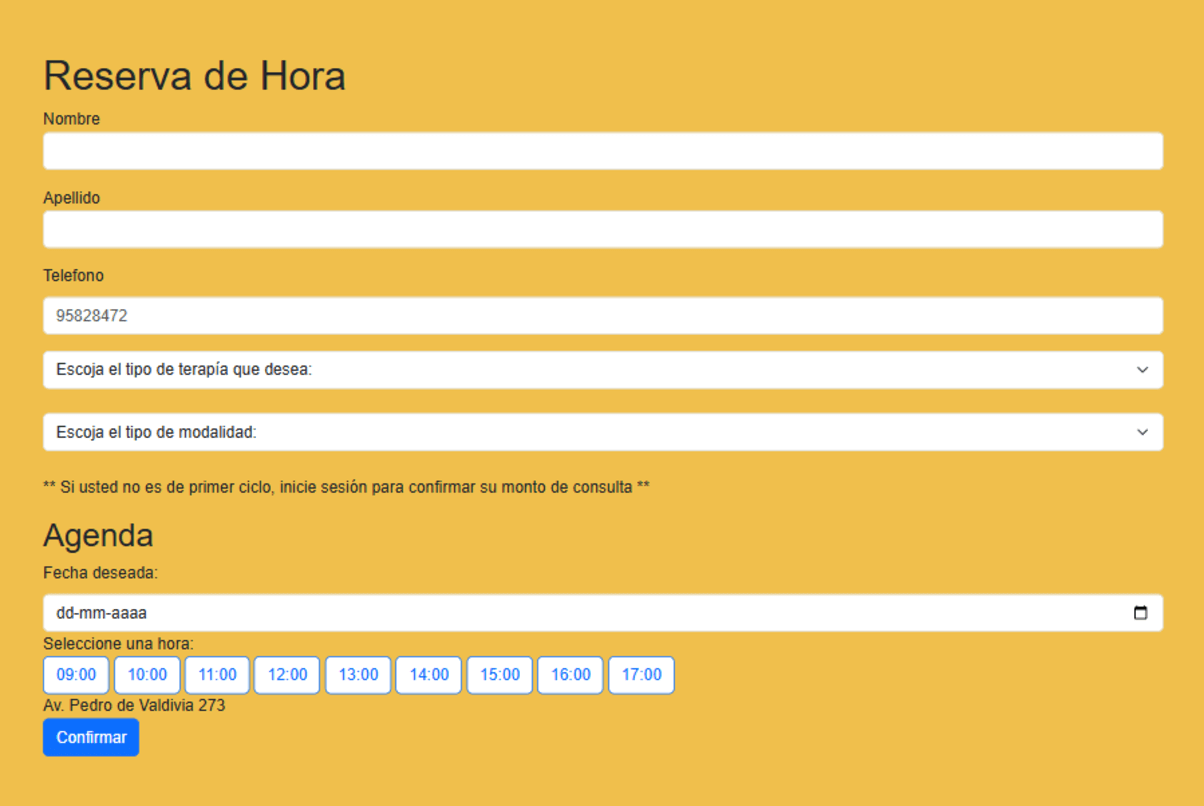 Reserva de Hora
Nombre
Apellido
Telefono
95828472
Escoja el tipo de terapía que desea:
Escoja el tipo de modalidad:
** Si usted no es de primer ciclo, inicie sesión para confirmar su monto de consulta **
Agenda
Fecha deseada:
dd-mm-aaaa
Seleccione una hora:
09:00 10:00 11:00 12:00 13:00 14:00 15:00 16:00 17:00
Av. Pedro de Valdivia 273
Confirmar